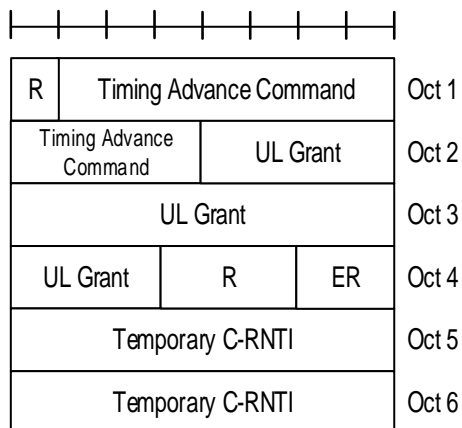 R Timing Advance Command Oct 1
Timing Advance
Command UL Grant Oct 2
UL Grant Oct 3
UL Grant R ER Oct 4
Temporary C-RNTI Oct 5
Temporary C-RNTI Oct 6